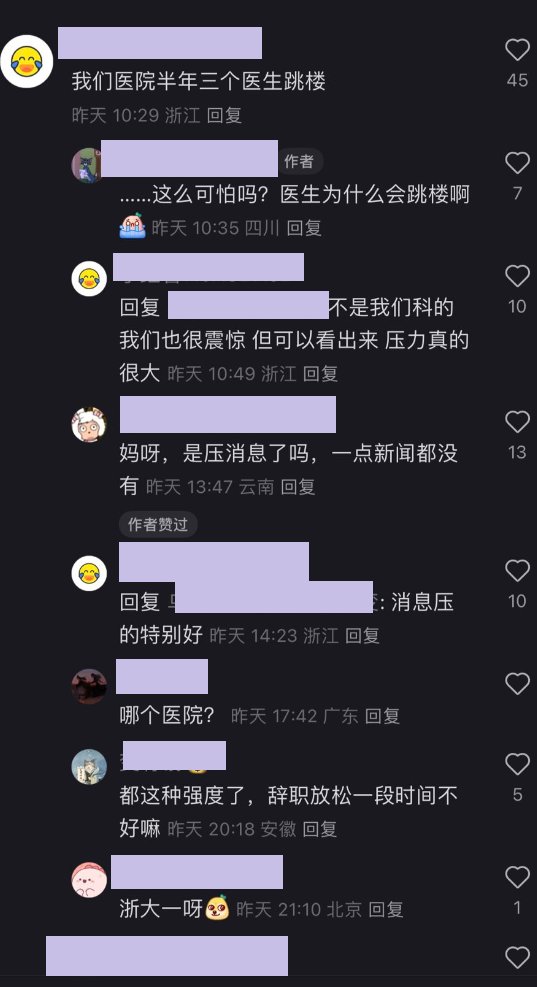 我们医院半年三个医生跳楼
45
昨天 10:29 浙江 回复
作者
……这么可怕吗？医生为什么会跳楼啊
7
昨天 10:35 四川 回复
回复 不是我们科的
10
我们也很震惊 但可以看出来 压力真的
很大 昨天 10:49 浙江 回复
妈呀，是压消息了吗，一点新闻都没
13
有 昨天 13:47 云南 回复
作者赞过
回复 : 消息压
10
的特别好 昨天 14:23 浙江 回复
哪个医院？ 昨天 17:42 广东 回复
都这种强度了，辞职放松一段时间不
5
好嘛 昨天 20:18 安徽 回复
浙大一呀 昨天 21:10 北京 回复
1